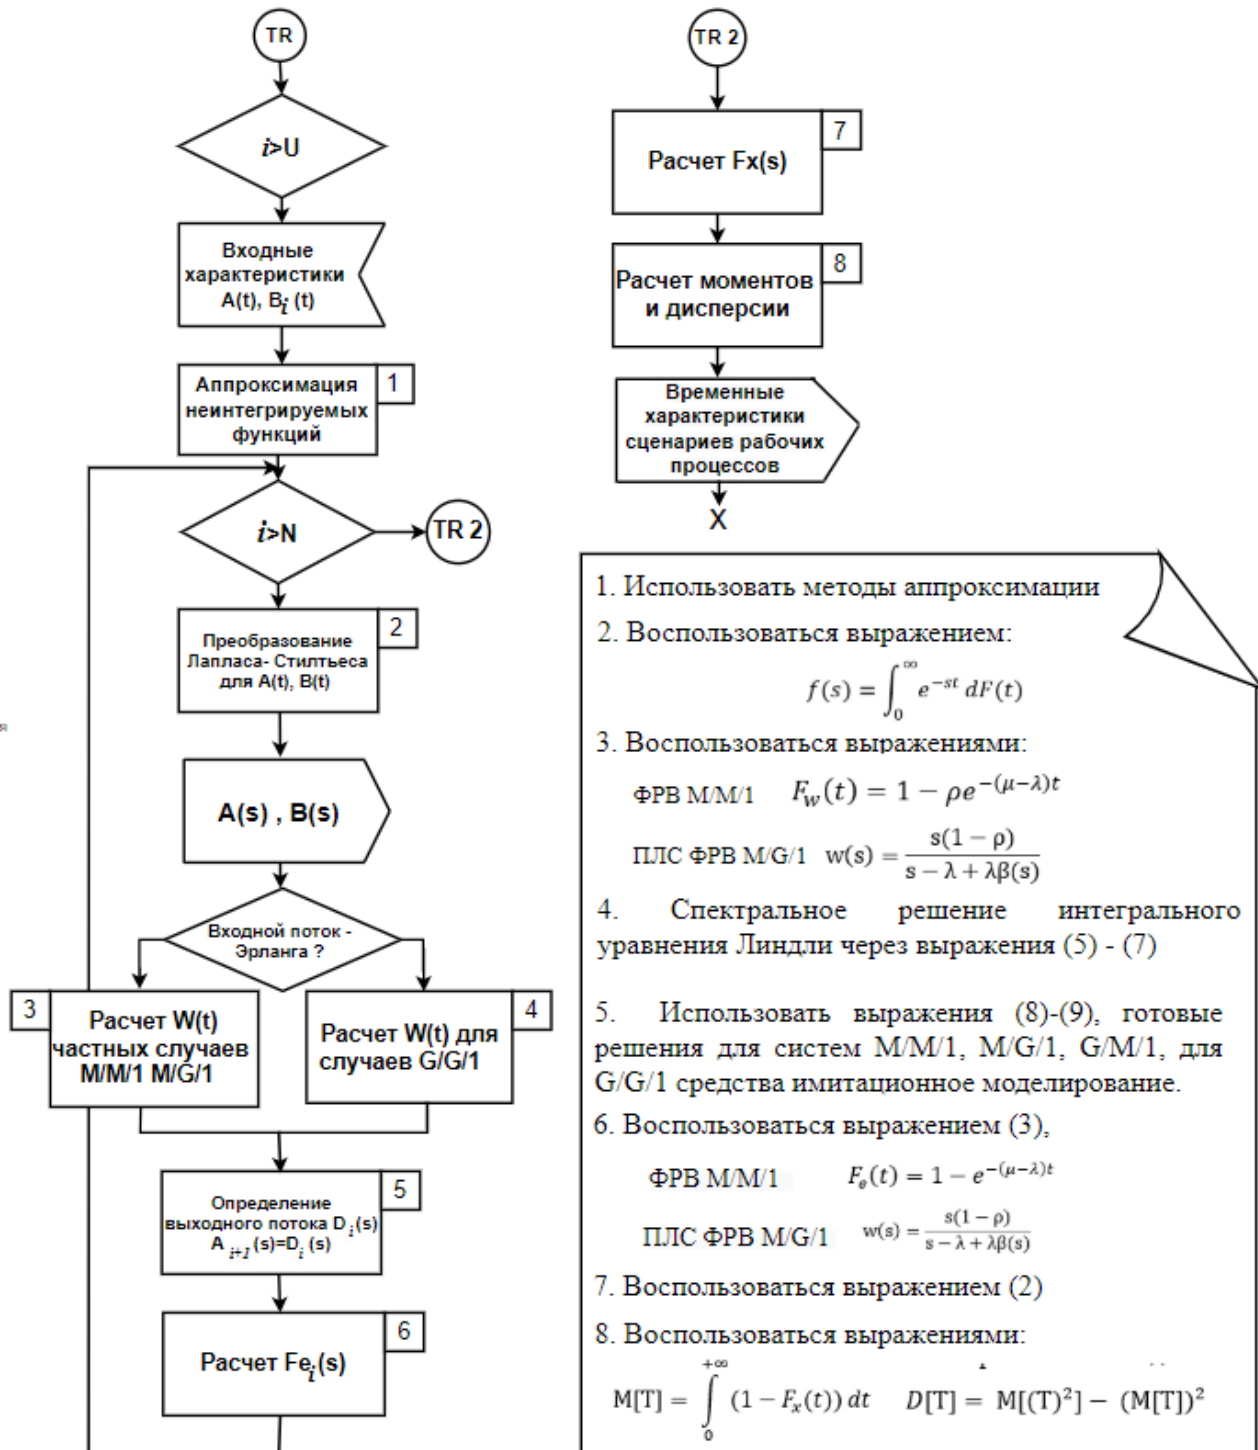 TR
i>U
Входные
характеристики
A(t), Bi (t)
1
Аппроксимация
неинтегрируемых
функций
i>N
TR 2
2
Преобразование
Лапласа- Стилтьеса
для A(t), B(t)
я
A(s) , B(s)
Входной поток -
Эрланга ?
3
Расчет W(t)
частных случаев
M/M/1 M/G/1
4
Расчет W(t) для
случаев G/G/1
5
Определение
выходного потока D i(s)
A i+1 (s)=Di (s)
6
Расчет Fei(s)
TR 2
7
Расчет Fx(s)
8
Расчет моментов
и дисперсии
Временные
характеристики
сценариев рабочих
процессов
X
1. Использовать методы аппроксимации
2. Воспользоваться выражением:
f(s) = ∫₀^∞ e^{-st} dF(t)
3. Воспользоваться выражениями:
ФРВ M/M/1 F_w(t) = 1 − ρe^{−(μ−λ)t}
ПЛС ФРВ M/G/1 w(s) = s(1 − ρ) / (s − λ + λβ(s))
4. Спектральное решение интегрального
уравнения Линдли через выражения (5) - (7)
5. Использовать выражения (8)-(9), готовые
решения для систем M/M/1, M/G/1, G/M/1, для
G/G/1 средства имитационное моделирование.
6. Воспользоваться выражением (3),
ФРВ M/M/1 F_e(t) = 1 − e^{−(μ−λ)t}
ПЛС ФРВ M/G/1 w(s) = s(1 − ρ) / (s − λ + λβ(s))
7. Воспользоваться выражением (2)
8. Воспользоваться выражениями:
M[T] = ∫₀^{+∞} (1 − F_x(t)) dt D[T] = M[(T)²] − (M[T])²